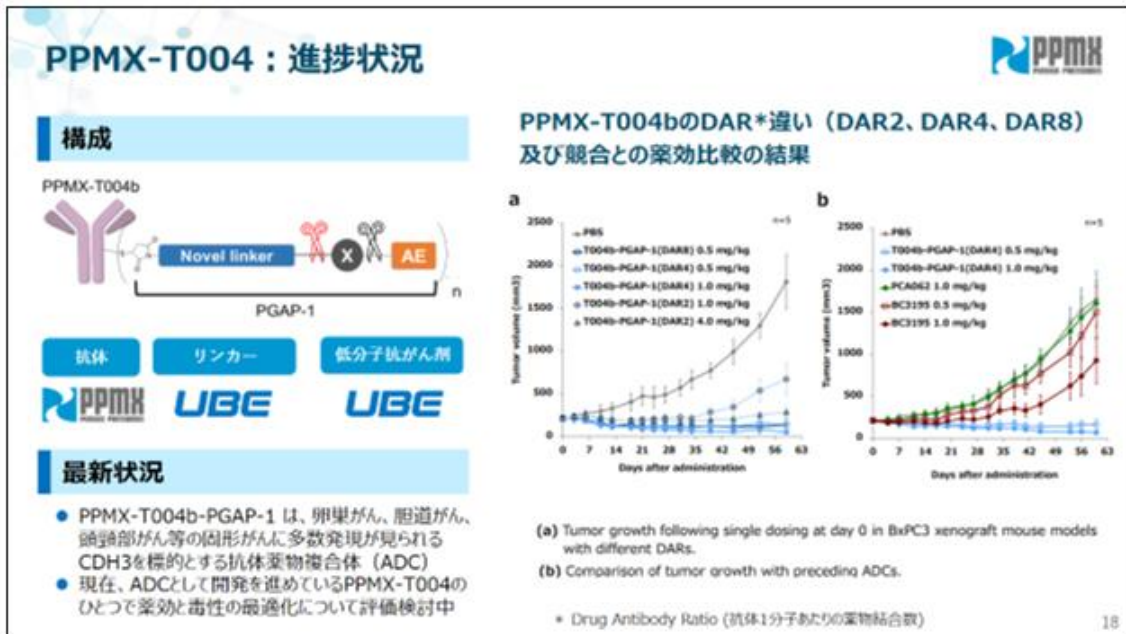 PPMX-T004：進捗状況
PPMX
構成
PPMX-T004b
Novel linker
X
AE
n
PGAP-1
抗体
リンカー
低分子抗がん剤
PPMX
UBE
UBE
最新状況
● PPMX-T004b-PGAP-1 は、卵巣がん、胆道がん、
頭頸部がん等の固形がんに多数発現が見られる
CDH3を標的とする抗体薬物複合体（ADC）
● 現在、ADCとして開発を進めているPPMX-T004の
ひとつで薬効と毒性の最適化について評価検討中
PPMX-T004bのDAR*違い（DAR2、DAR4、DAR8）
及び競合との薬効比較の結果
a
n=5
Tumor volume (mm3)
2500
2000
1500
1000
500
0
PBS
T004b-PGAP-1(DAR8) 0.5 mg/kg
T004b-PGAP-1(DAR4) 0.5 mg/kg
T004b-PGAP-1(DAR4) 1.0 mg/kg
T004b-PGAP-1(DAR2) 1.0 mg/kg
T004b-PGAP-1(DAR2) 4.0 mg/kg
0 7 14 21 28 35 42 49 56 63
Days after administration
b
n=5
Tumor volume (mm3)
2500
2000
1500
1000
500
0
PBS
T004b-PGAP-1(DAR4) 0.5 mg/kg
T004b-PGAP-1(DAR4) 1.0 mg/kg
PCA062 1.0 mg/kg
BC3195 0.5 mg/kg
BC3195 1.0 mg/kg
0 7 14 21 28 35 42 49 56 63
Days after administration
(a) Tumor growth following single dosing at day 0 in BxPC3 xenograft mouse models
with different DARs.
(b) Comparison of tumor growth with preceding ADCs.
* Drug Antibody Ratio (抗体1分子あたりの薬物結合数)
18